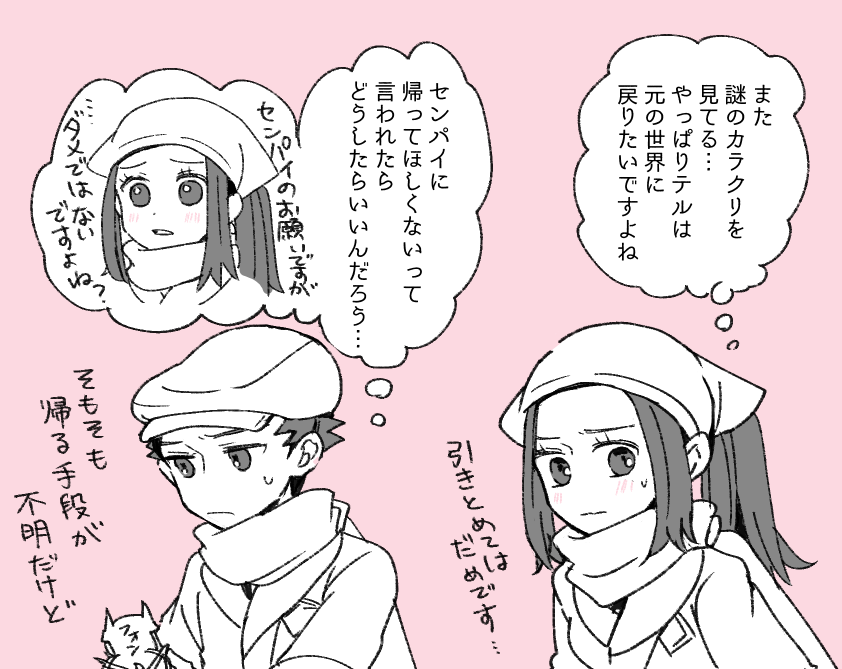 また
謎のカラクリを
見てる…
やっぱりテルは
元の世界に
戻りたいですよね
引きとめては
だめです…
センパイに
帰ってほしくないって
言われたら
どうしたらいいんだろう…
センパイのお願いですが
…ダメではない
ですよね?
そもそも
帰る手段が
不明だけど
フォン